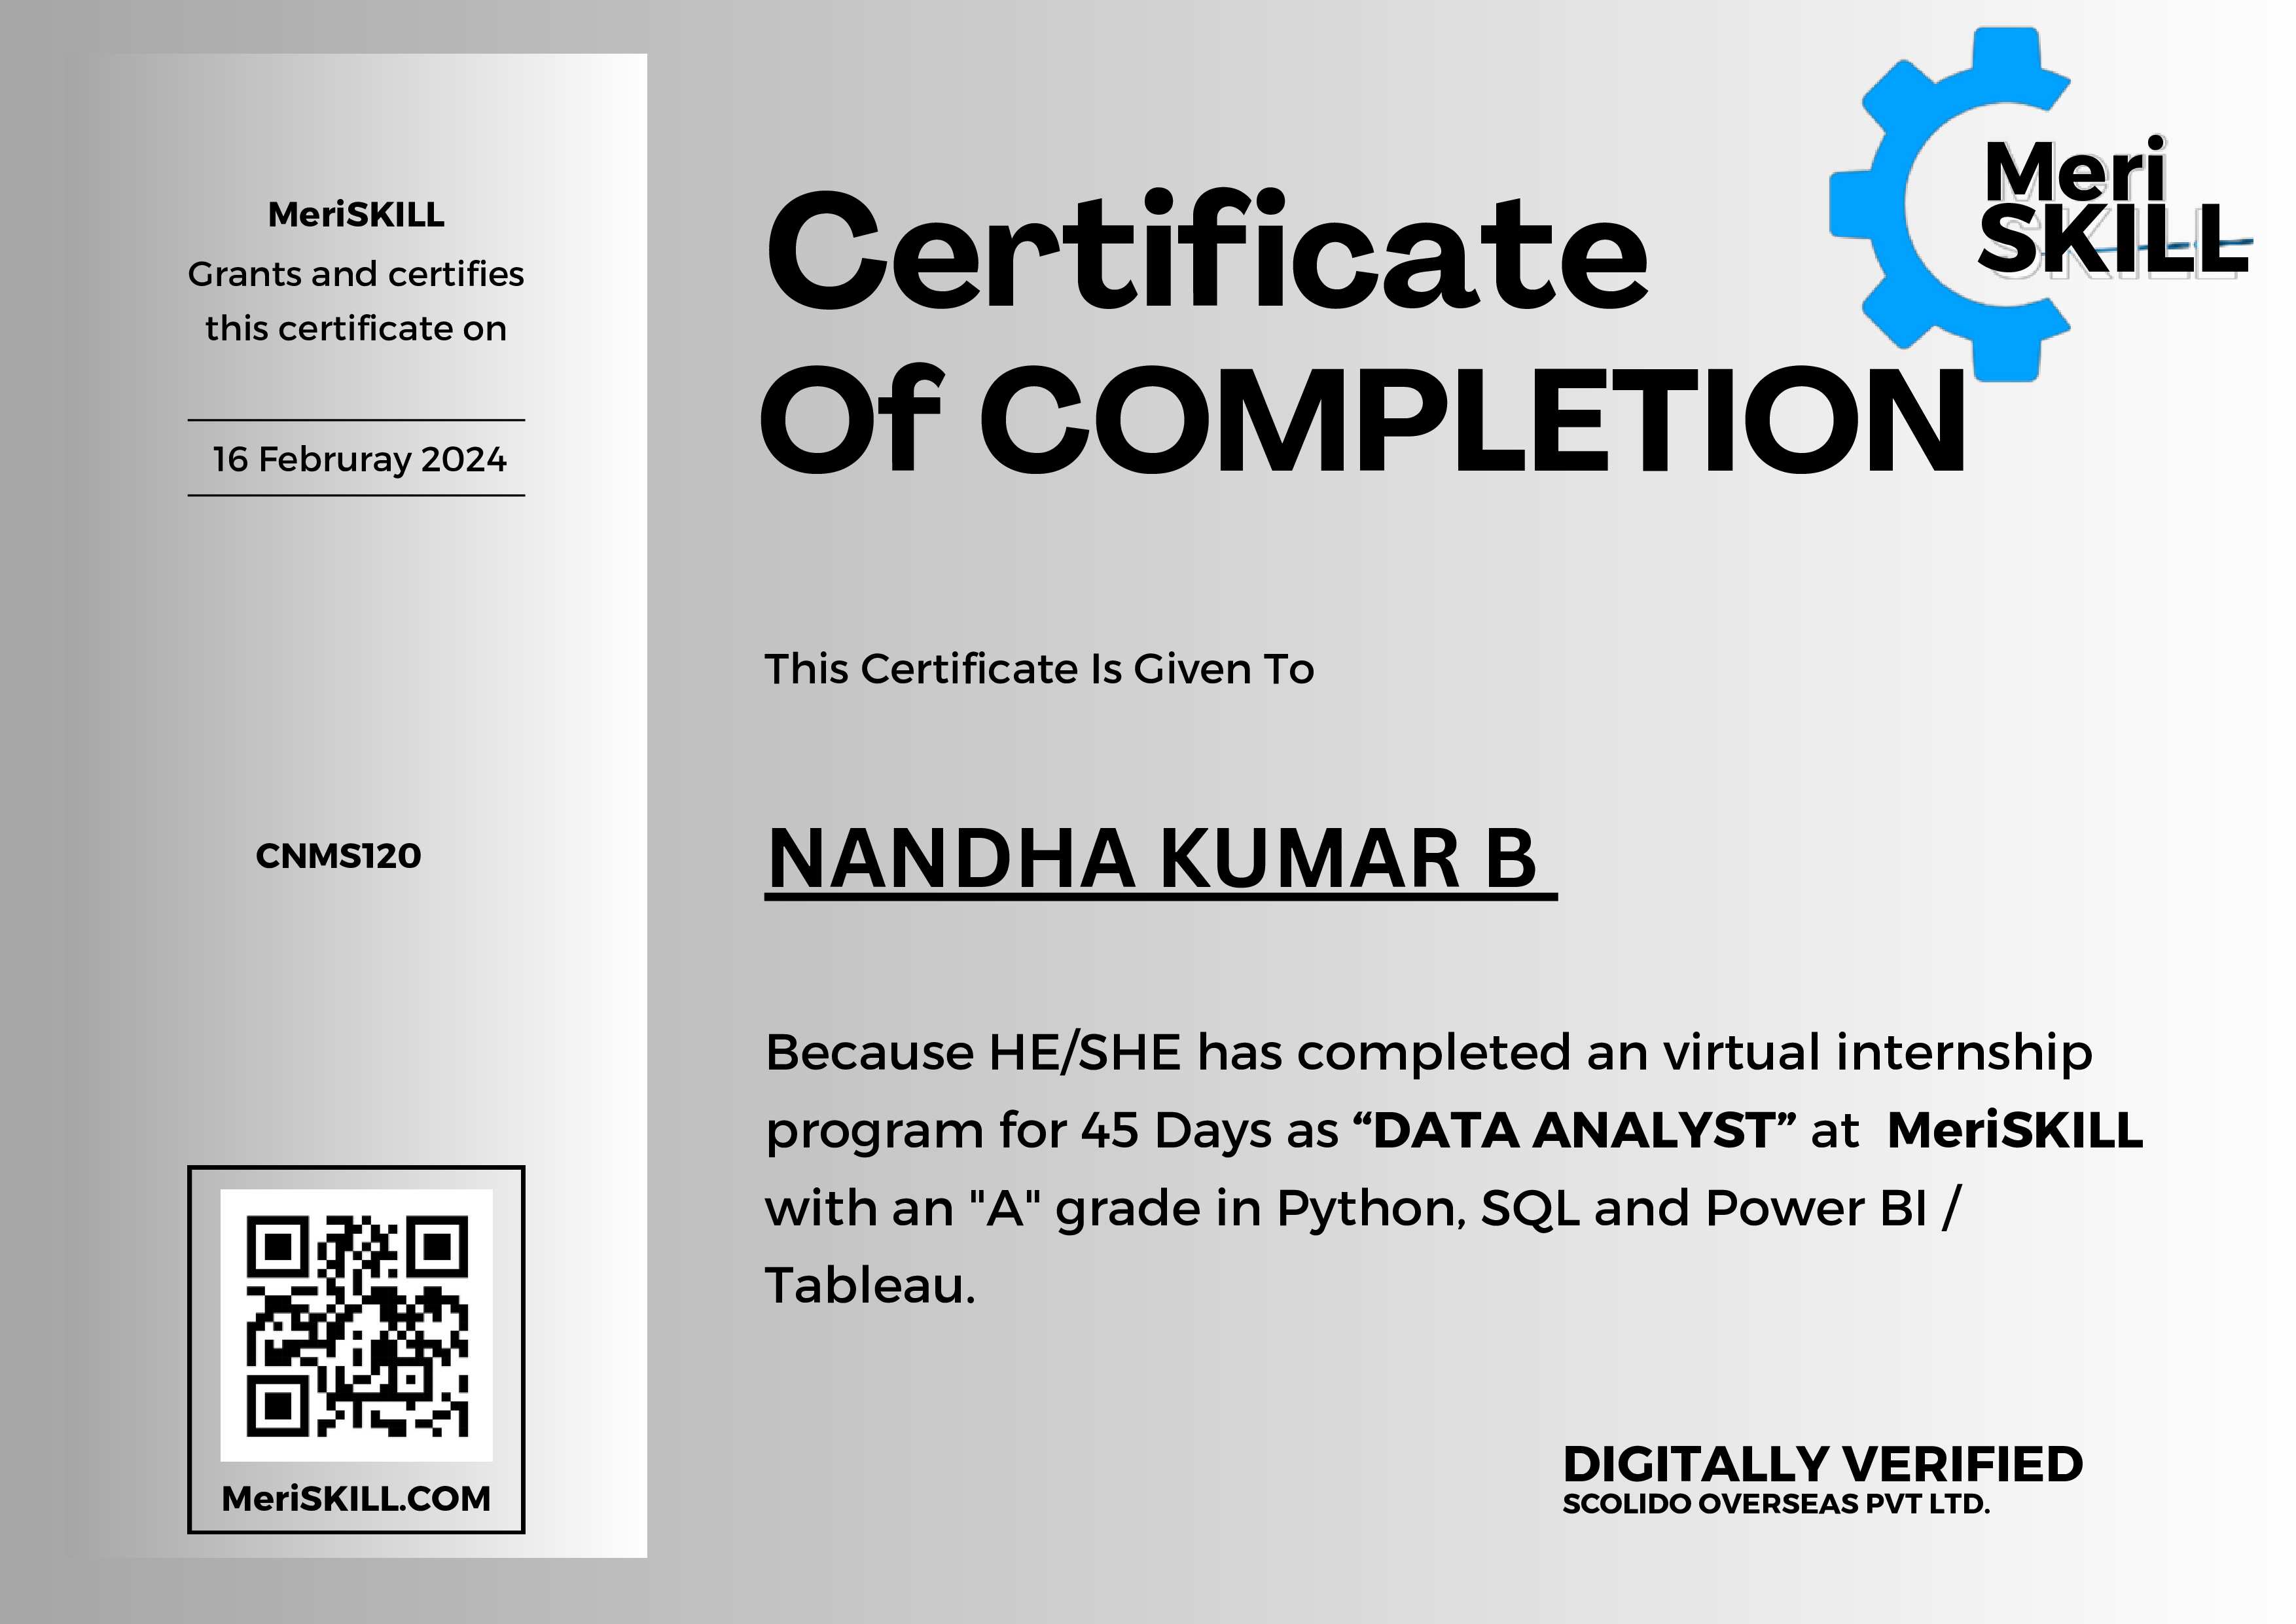 MeriSKILL
Grants and certifies
this certificate on
16 Februray 2024
CNMS120
MeriSKILL.COM
Meri
SKILL
Certificate
Of COMPLETION
This Certificate Is Given To
NANDHA KUMAR B
Because HE/SHE has completed an virtual internship
program for 45 Days as “DATA ANALYST” at MeriSKILL
with an "A" grade in Python, SQL and Power BI /
Tableau.
DIGITALLY VERIFIED
SCOLIDO OVERSEAS PVT LTD.